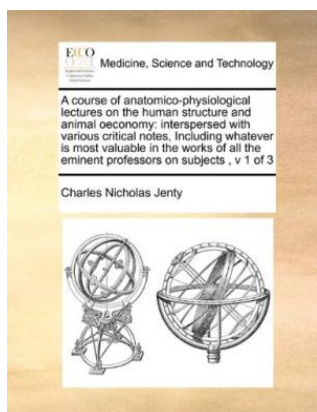 ECCO
Medicine, Science and Technology
A course of anatomico-physiological
lectures on the human structure and
animal oeconomy: interspersed with
various critical notes, Including whatever
is most valuable in the works of all the
eminent professors on subjects , v 1 of 3
Charles Nicholas Jenty